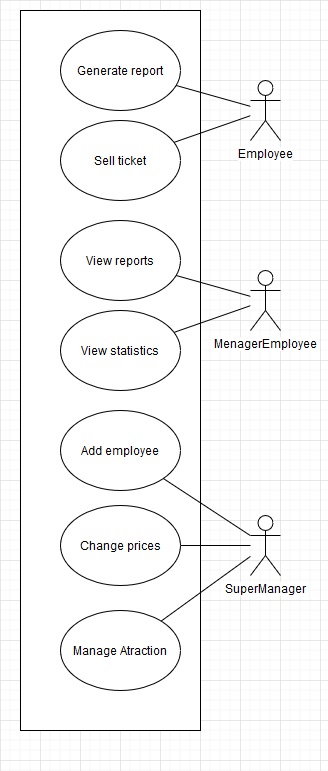 Generate report
Employee
Sell ticket
View reports
MenagerEmployee
View statistics
Add employee
Change prices
SuperManager
Manage Atraction